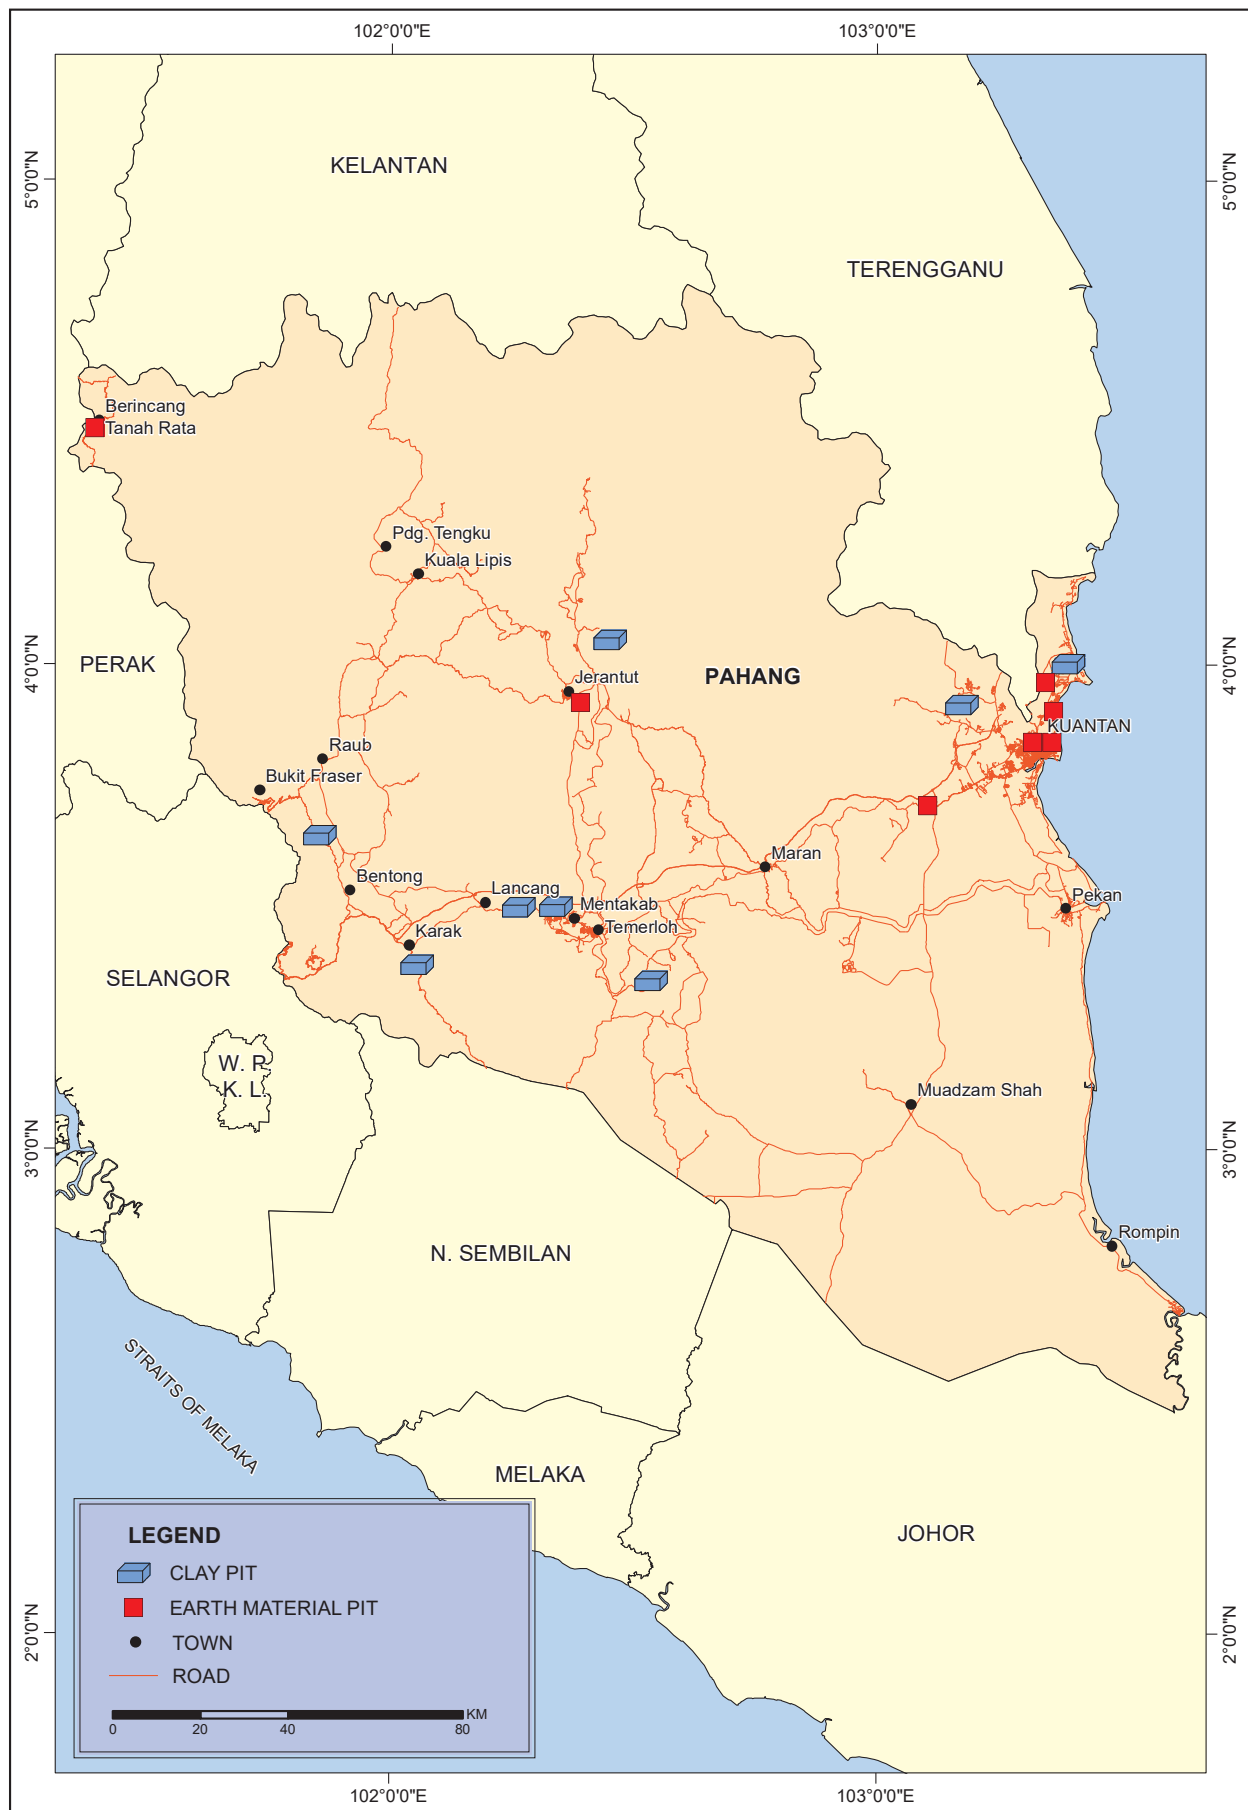 102°0'0"E
103°0'0"E
5°0'0"N
5°0'0"N
KELANTAN
TERENGGANU
Berincang
Tanah Rata
Pdg. Tengku
Kuala Lipis
4°0'0"N
4°0'0"N
PERAK
Jerantut
PAHANG
KUANTAN
Raub
Bukit Fraser
Maran
Bentong
Lancang
Mentakab
Pekan
Karak
Temerloh
SELANGOR
W. P.
K. L.
Muadzam Shah
3°0'0"N
3°0'0"N
Rompin
N. SEMBILAN
STRAITS OF MELAKA
MELAKA
JOHOR
LEGEND
CLAY PIT
EARTH MATERIAL PIT
TOWN
ROAD
2°0'0"N
2°0'0"N
KM
0 20 40 80
102°0'0"E
103°0'0"E